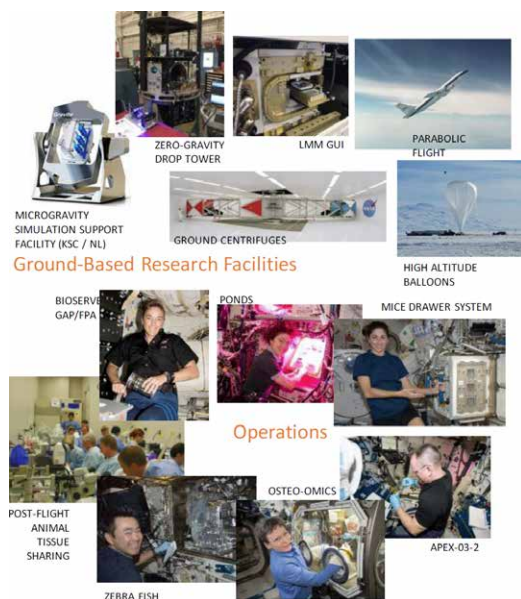 ZERO-GRAVITY
DROP TOWER
LMM GUI
PARABOLIC
FLIGHT
MICROGRAVITY
SIMULATION SUPPORT
FACILITY (KSC / NL)
GROUND CENTRIFUGES
HIGH ALTITUDE
BALLOONS
Ground-Based Research Facilities
BIOSERVE
GAP/FPA
PONDS
MICE DRAWER SYSTEM
Operations
POST-FLIGHT
ANIMAL
TISSUE
SHARING
OSTEO-OMICS
APEX-03-2
ZEBRA FISH